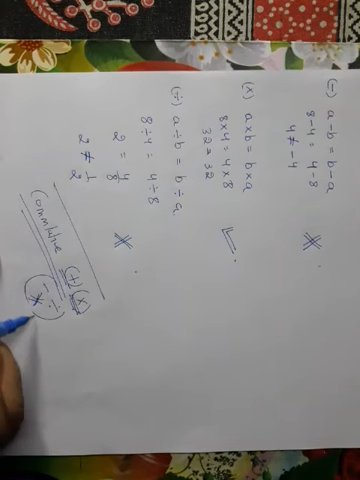 (-) a-b = b-a
8-4 = 4-8
4 ≠ -4
(x) a×b = b×a
8×4 = 4×8
32 = 32
(÷) a÷b = b÷a
8÷4 = 4÷8
2 = 4/8
2 ≠ 1/2
Commutative (+)(x)
(- ÷)